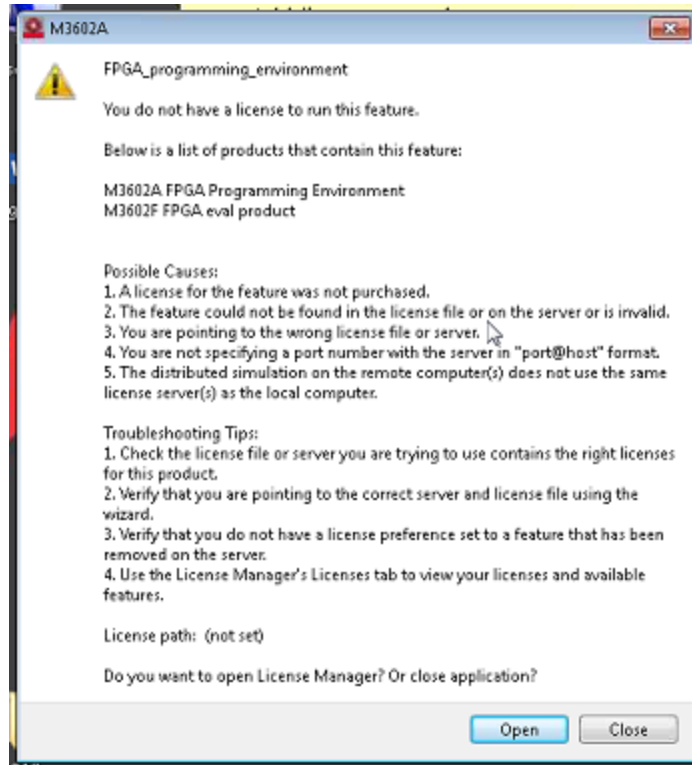 M3602A
FPGA_programming_environment
You do not have a license to run this feature.
Below is a list of products that contain this feature:
M3602A FPGA Programming Environment
M3602F FPGA eval product
Possible Causes:
1. A license for the feature was not purchased.
2. The feature could not be found in the license file or on the server or is invalid.
3. You are pointing to the wrong license file or server.
4. You are not specifying a port number with the server in "port@host" format.
5. The distributed simulation on the remote computer(s) does not use the same
license server(s) as the local computer.
Troubleshooting Tips:
1. Check the license file or server you are trying to use contains the right licenses
for this product.
2. Verify that you are pointing to the correct server and license file using the
wizard.
3. Verify that you do not have a license preference set to a feature that has been
removed on the server.
4. Use the License Manager's Licenses tab to view your licenses and available
features.
License path: (not set)
Do you want to open License Manager? Or close application?
Open Close